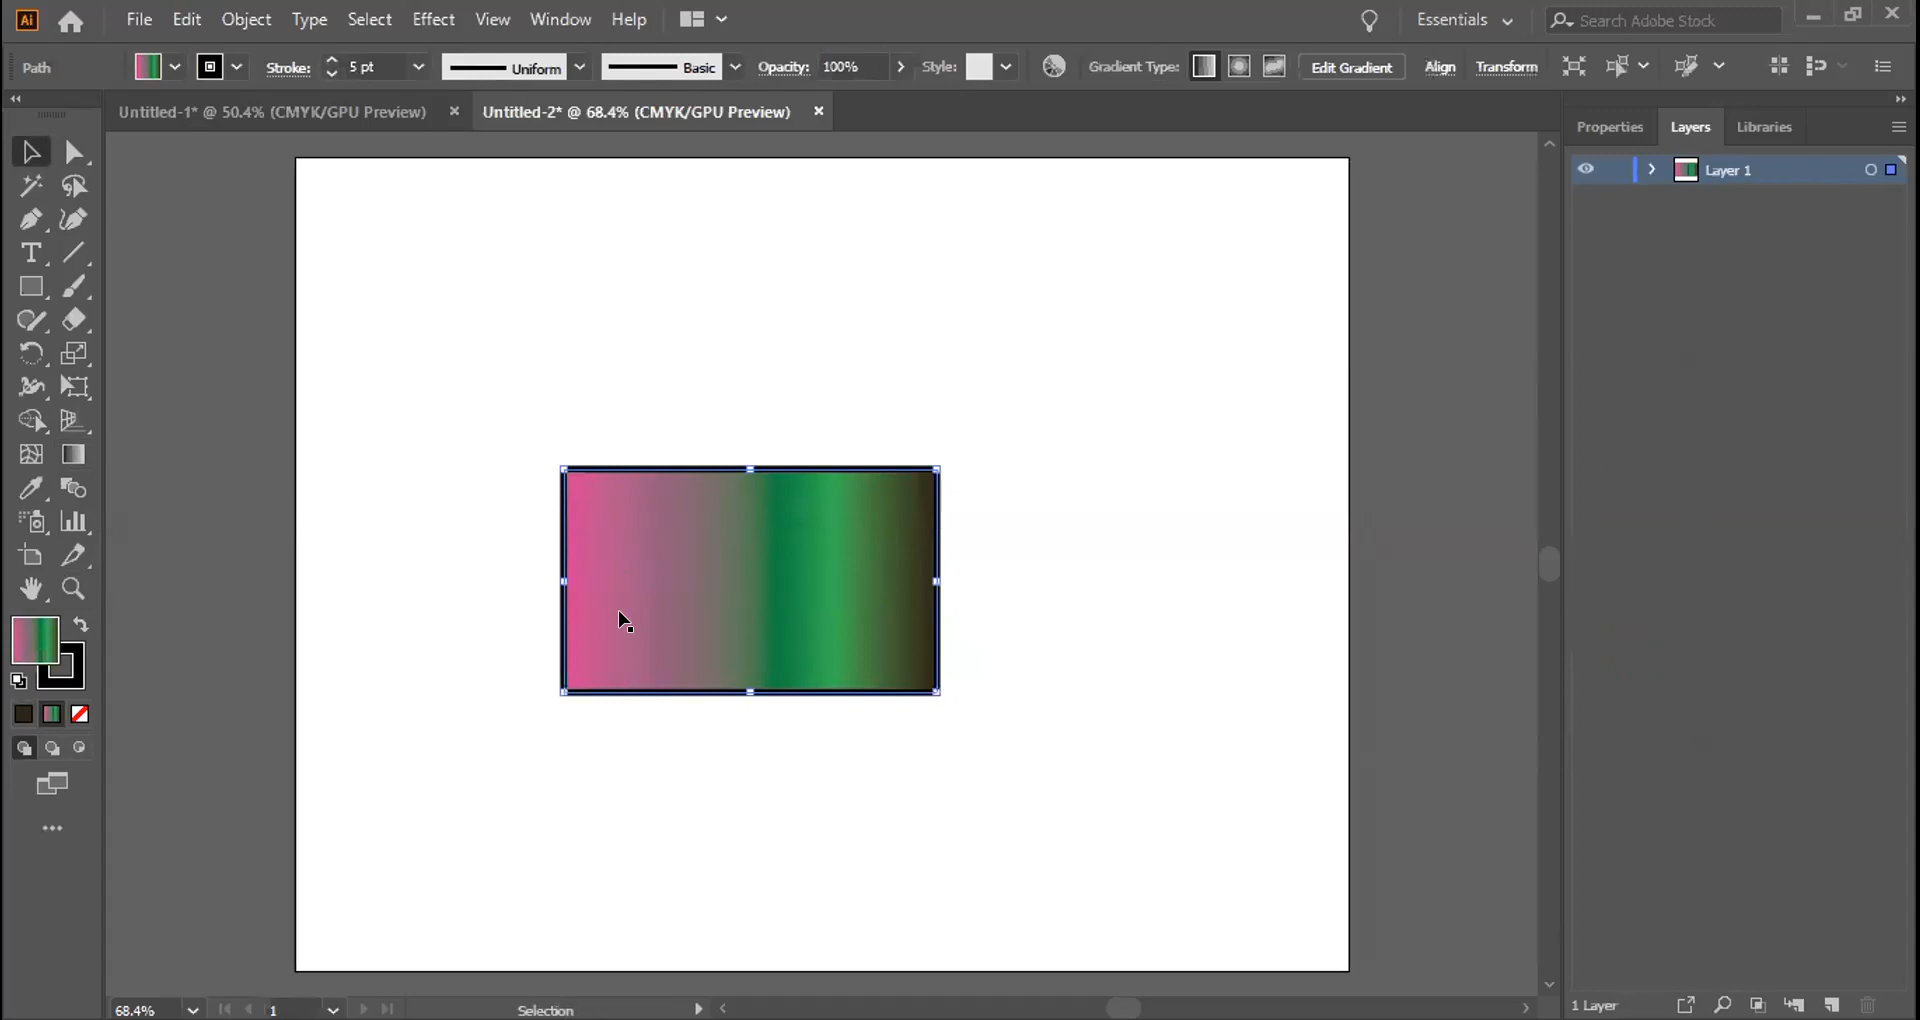 Ai File Edit Object Type Select Effect View Window Help Essentials Search Adobe Stock
Path Stroke: 5 pt Uniform Basic Opacity: 100% Style: Gradient Type: Edit Gradient Align Transform
Untitled-1* @ 50.4% (CMYK/GPU Preview) Untitled-2* @ 68.4% (CMYK/GPU Preview)
Properties Layers Libraries
Layer 1
68.4% 1 Selection 1 Layer